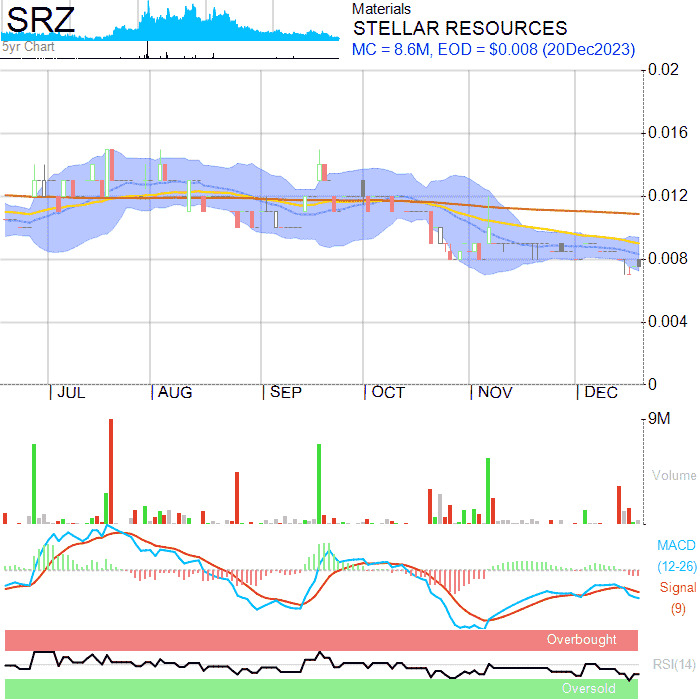 SRZ
5yr Chart
Materials
STELLAR RESOURCES
MC = 8.6M, EOD = $0.008 (20Dec2023)
0.02
0.016
0.012
0.008
0.004
0
JUL AUG SEP OCT NOV DEC
9M
Volume
MACD
(12-26)
Signal
(9)
Overbought
RSI(14)
Oversold